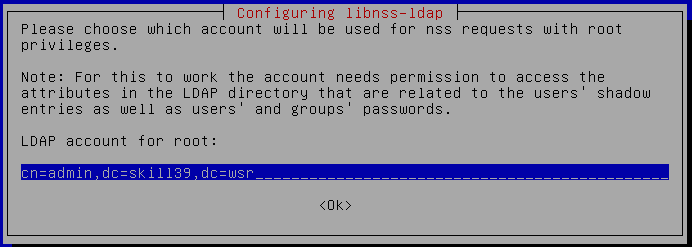 Configuring libnss-ldap
Please choose which account will be used for nss requests with root
privileges.
Note: For this to work the account needs permission to access the
attributes in the LDAP directory that are related to the users' shadow
entries as well as users' and groups' passwords.
LDAP account for root:
cn=admin,dc=skill39,dc=wsr
<Ok>